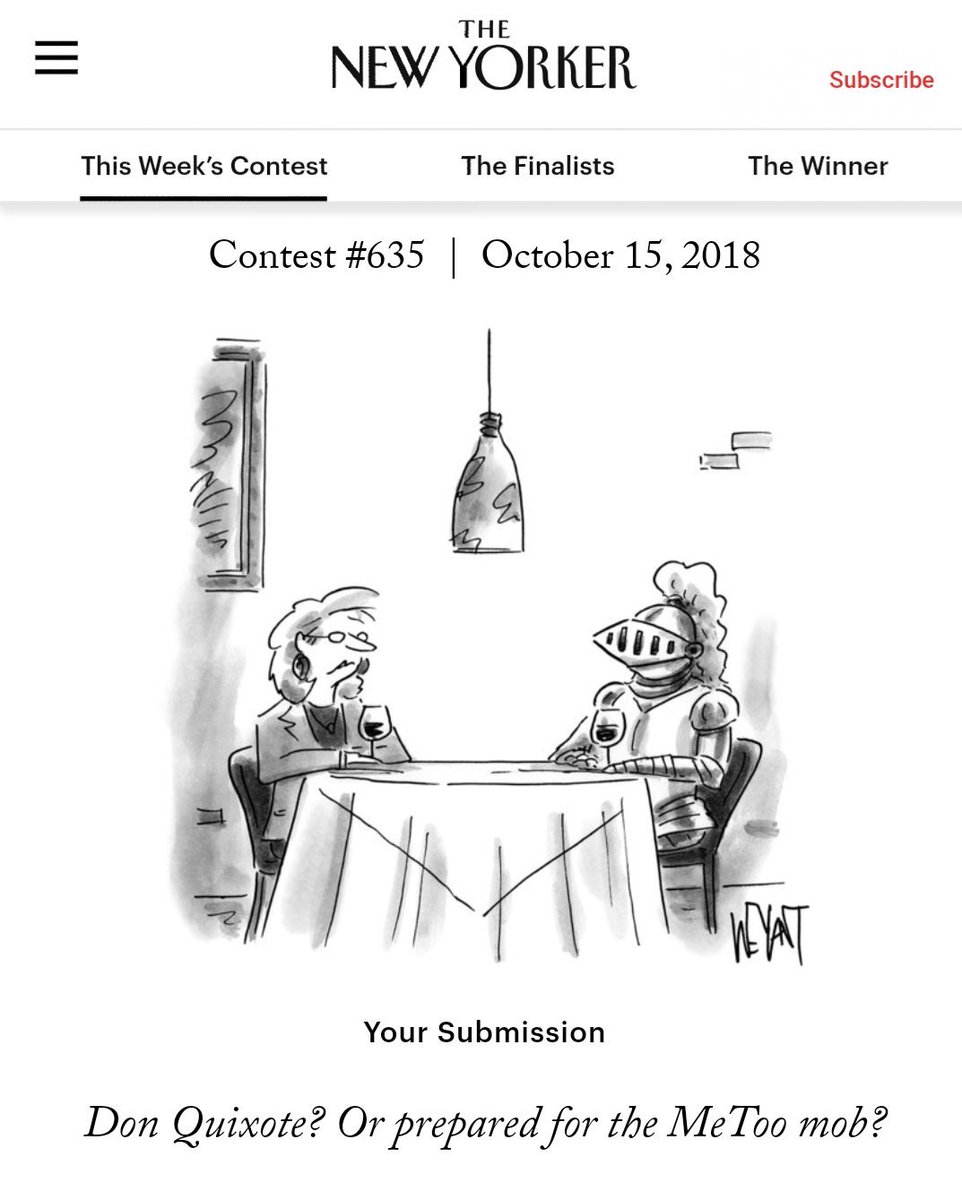 THE
NEW YORKER
Subscribe
This Week’s Contest The Finalists The Winner
Contest #635 | October 15, 2018
WEYANT
Your Submission
Don Quixote? Or prepared for the MeToo mob?